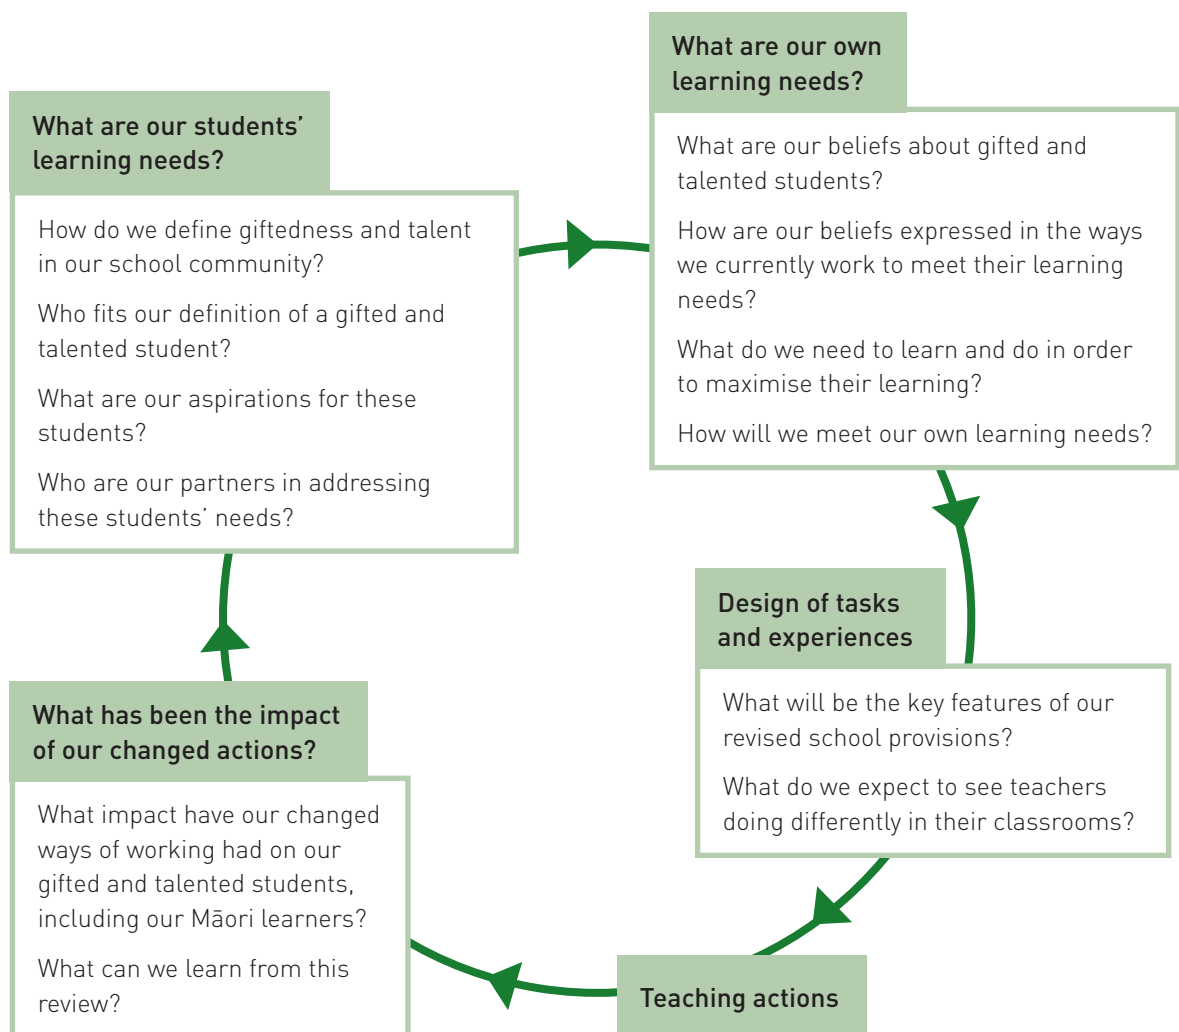 What are our students’
learning needs?
How do we define giftedness and talent
in our school community?
Who fits our definition of a gifted and
talented student?
What are our aspirations for these
students?
Who are our partners in addressing
these students’ needs?
What are our own
learning needs?
What are our beliefs about gifted and
talented students?
How are our beliefs expressed in the ways
we currently work to meet their learning
needs?
What do we need to learn and do in order
to maximise their learning?
How will we meet our own learning needs?
Design of tasks
and experiences
What will be the key features of our
revised school provisions?
What do we expect to see teachers
doing differently in their classrooms?
Teaching actions
What has been the impact
of our changed actions?
What impact have our changed
ways of working had on our
gifted and talented students,
including our Māori learners?
What can we learn from this
review?